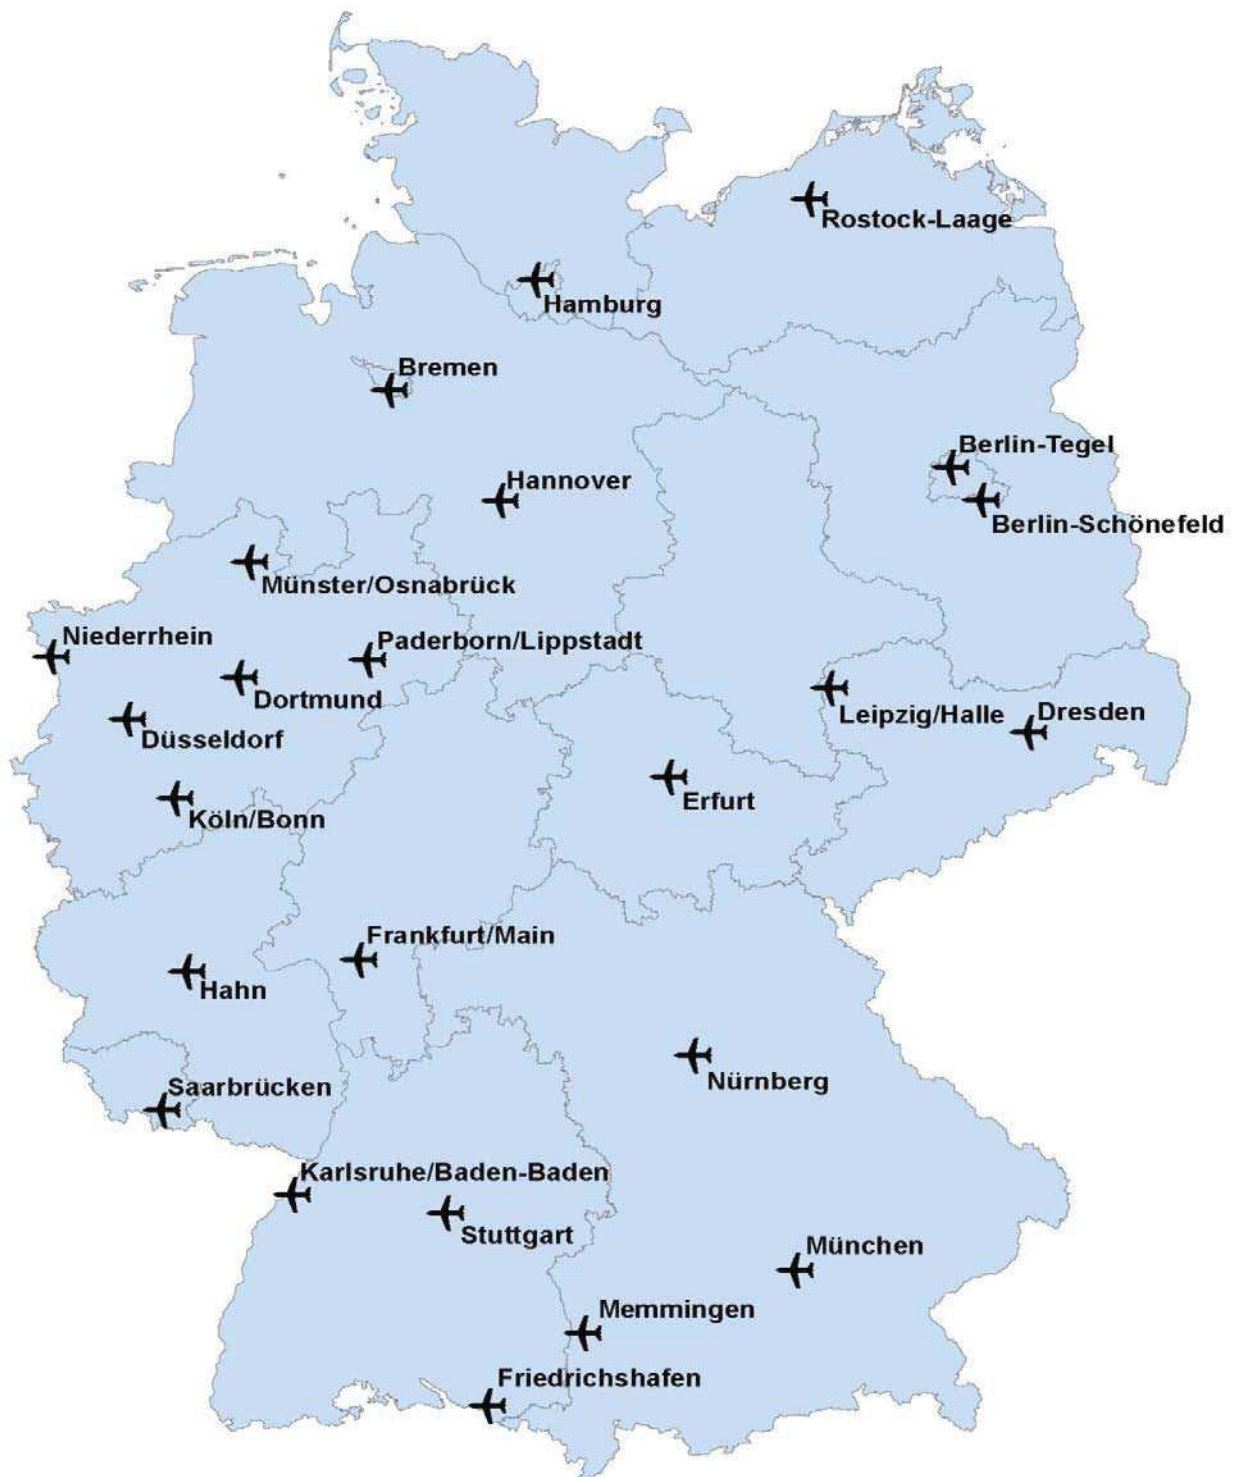 Rostock-Laage
Hamburg
Bremen
Berlin-Tegel
Hannover
Berlin-Schönefeld
Münster/Osnabrück
Niederrhein
Paderborn/Lippstadt
Dortmund
Leipzig/Halle
Dresden
Düsseldorf
Erfurt
Köln/Bonn
Frankfurt/Main
Hahn
Nürnberg
Saarbrücken
Karlsruhe/Baden-Baden
Stuttgart
München
Memmingen
Friedrichshafen